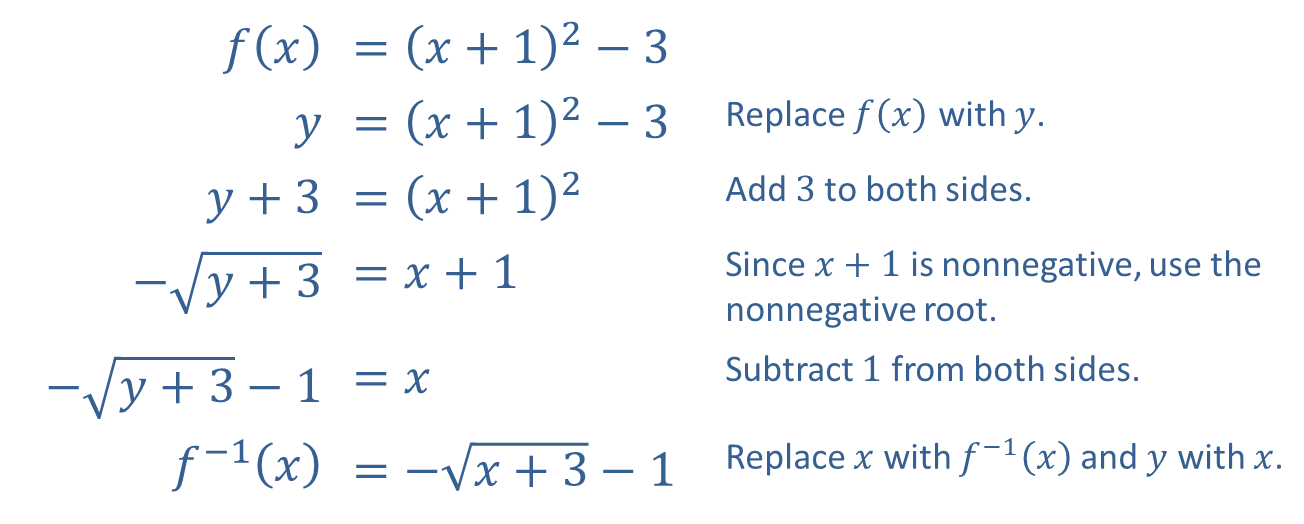 f(x) = (x + 1)² − 3
y = (x + 1)² − 3 Replace f(x) with y.
y + 3 = (x + 1)² Add 3 to both sides.
−√(y + 3) = x + 1 Since x + 1 is nonnegative, use the
nonnegative root.
−√(y + 3) − 1 = x Subtract 1 from both sides.
f⁻¹(x) = −√(x + 3) − 1 Replace x with f⁻¹(x) and y with x.